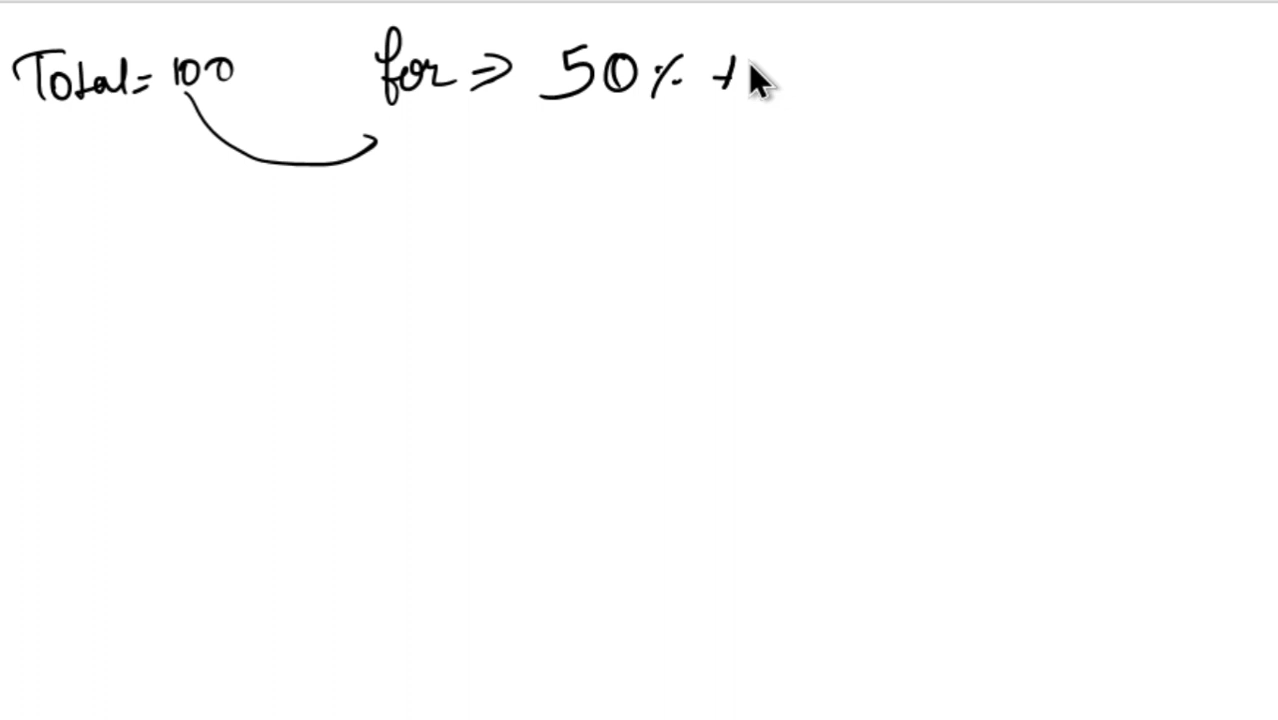 Total = 100 for ⇒ 50% +